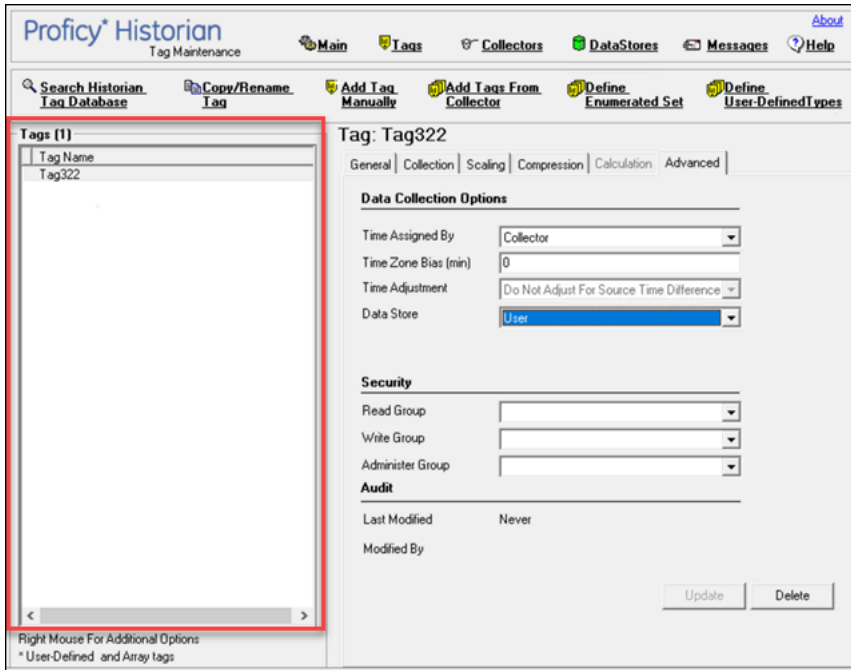 About
Proficy* Historian
Tag Maintenance
Main Tags Collectors DataStores Messages Help
Search Historian Tag Database
Copy/Rename Tag
Add Tag Manually
Add Tags From Collector
Define Enumerated Set
Define User-DefinedTypes
Tags (1)
Tag Name
Tag322
Right Mouse For Additional Options
* User-Defined and Array tags
Tag: Tag322
General Collection Scaling Compression Calculation Advanced
Data Collection Options
Time Assigned By Collector
Time Zone Bias (min) 0
Time Adjustment Do Not Adjust For Source Time Difference
Data Store User
Security
Read Group
Write Group
Administer Group
Audit
Last Modified Never
Modified By
Update Delete